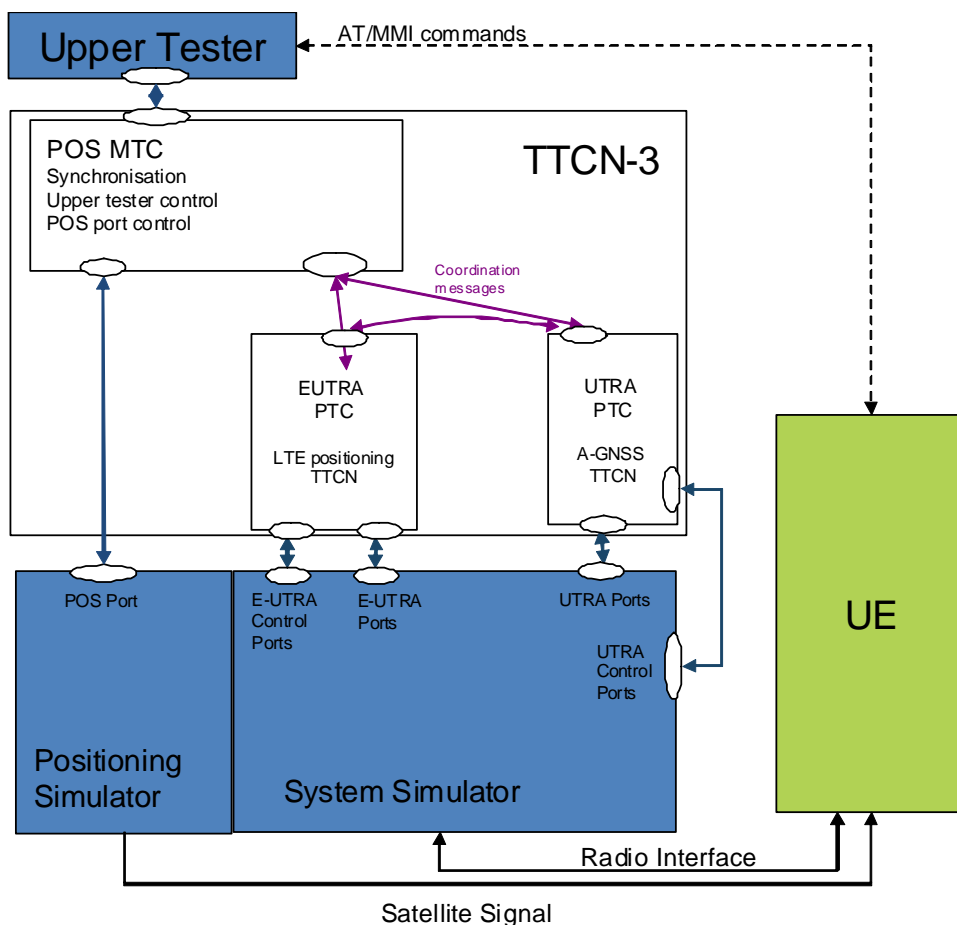 Upper Tester
AT/MMI commands
POS MTC
Synchronisation
Upper tester control
POS port control
TTCN-3
Coordination
messages
EUTRA
PTC
LTE positioning
TTCN
UTRA
PTC
A-GNSS
TTCN
POS Port
E-UTRA
Control
Ports
E-UTRA
Ports
UTRA Ports
UTRA
Control
Ports
UE
Positioning
Simulator
System Simulator
Radio Interface
Satellite Signal